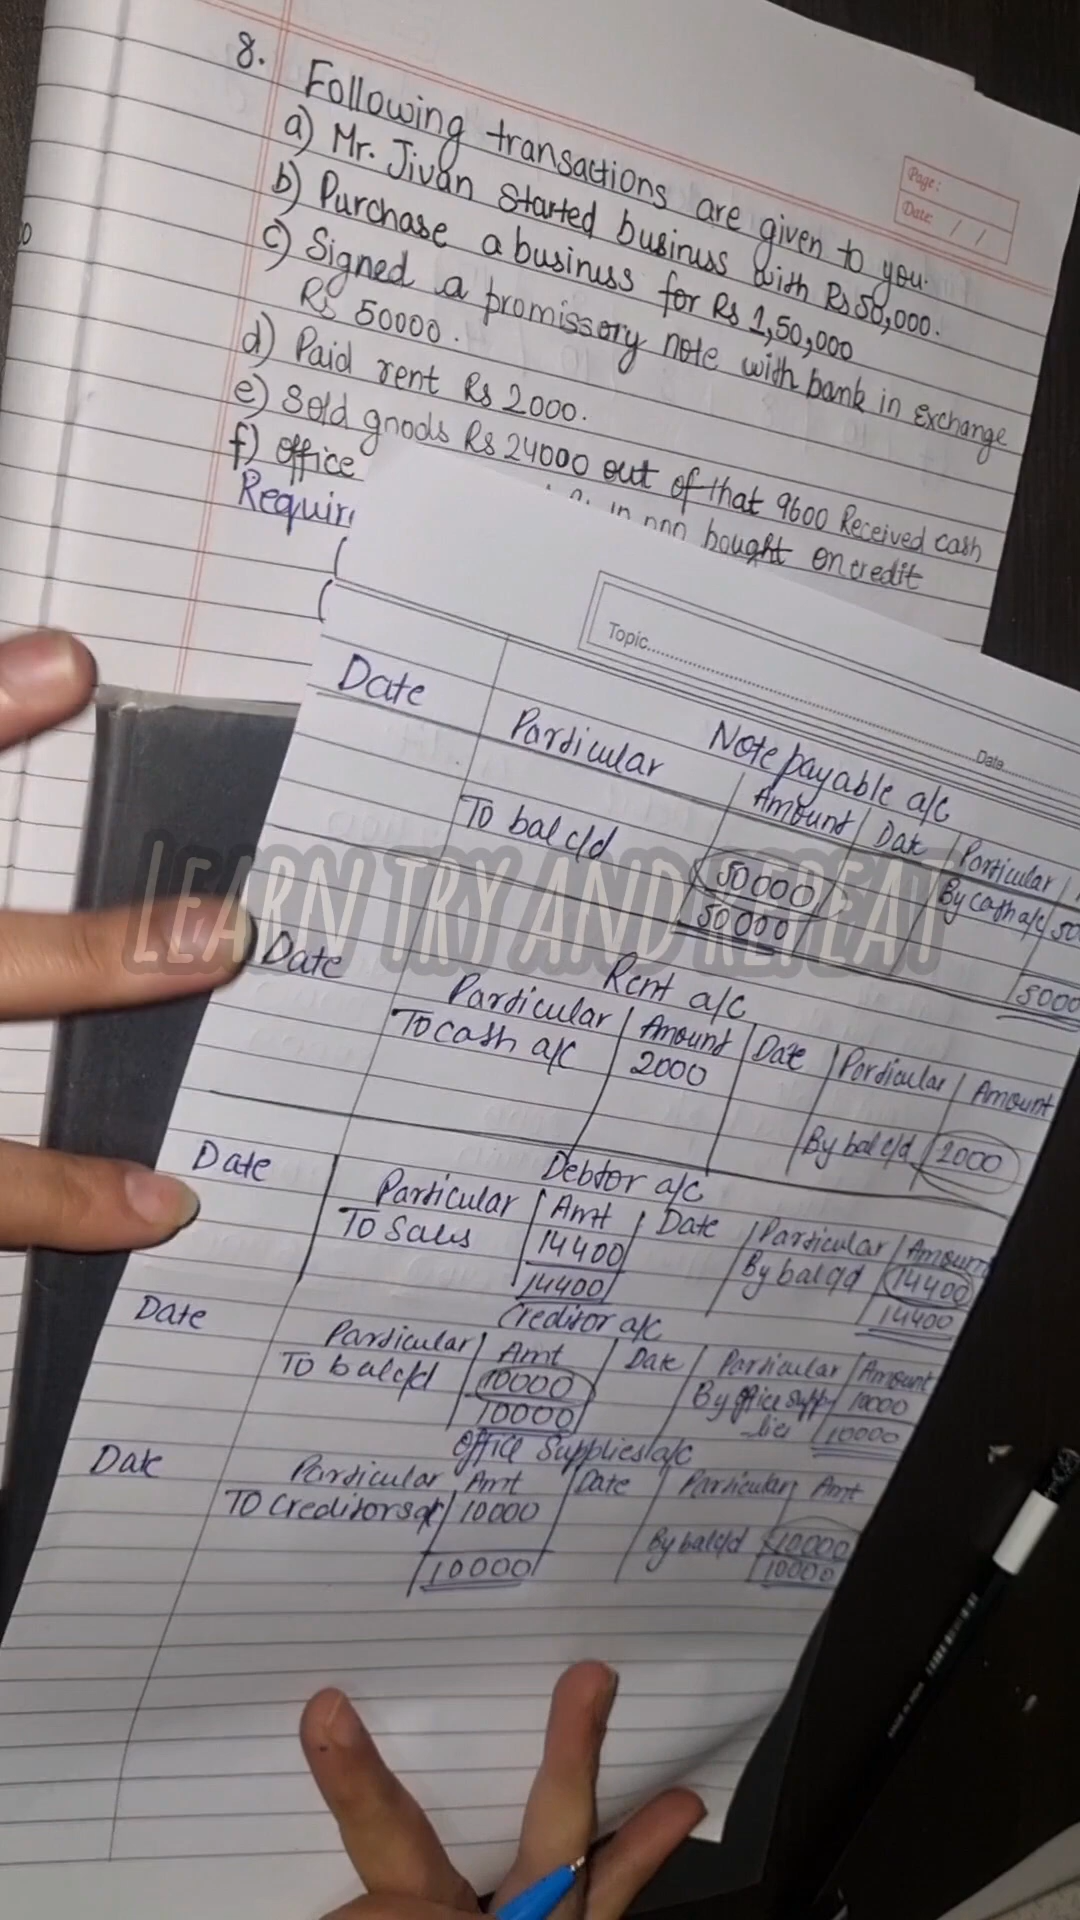 8. Following transactions are given to you.
Page:
Date: / /
a) Mr. Jivan started businuss with Rs 50,000.
b) Purchase a businuss for Rs 1,50,000
c) Signed a promissory note with bank in exchange
Rs 50000.
d) Paid rent Rs 2000.
e) Sold goods Rs 24000 out of that 9600 Received cash
f) office bought on credit
Requir
Topic
Date
Note payable a/c
Date Particular Amount Date Particular
To bal c/d 50000 By cash a/c 50
50000 5000
Rent a/c
Date Particular Amount Date Particular Amount
To cash a/c 2000
By bal c/d 2000
Debtor a/c
Date Particular Amt Date Particular Amount
To Sales 14400 By bal c/d 14400
14400 14400
Creditor a/c
Date Particular Amt Date Particular Amount
To bal c/d 10000 By office supp 10000
10000 -lies 10000
Office Supplies a/c
Date Particular Amt Date Particular Amt
To Creditors a/c 10000
By bal c/d 10000
10000 10000
LEARN TRY AND REPEAT